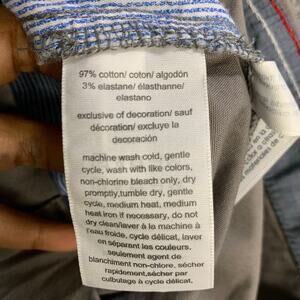 97% cotton/ coton/ algodón
3% elastane/ élasthanne/
elastano
exclusive of decoration/ sauf
décoration/ excluye la
decoración
machine wash cold, gentle
cycle, wash with like colors,
non-chlorine bleach only, dry
promptly,tumble dry, gentle
cycle, medium heat, medium
heat iron if necessary, do not
dry clean/laver à la machine à
l'eau froide. cycle délicat, laver
en séparant les couleurs,
seulement agent de
blanchiment non-chloric, sécher
rapidement,sécher par
culbutage à cycle délicat,